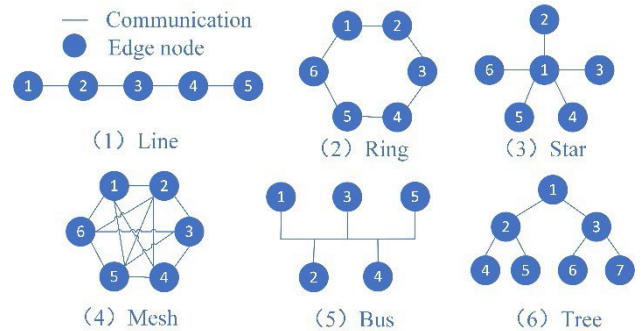 Communication
Edge node
1 2 3 4 5
(1) Line
1 2
6 3
5 4
(2) Ring
2
6 1 3
5 4
(3) Star
1 2
6 3
5 4
(4) Mesh
1 3 5
2 4
(5) Bus
1
2 3
4 5 6 7
(6) Tree